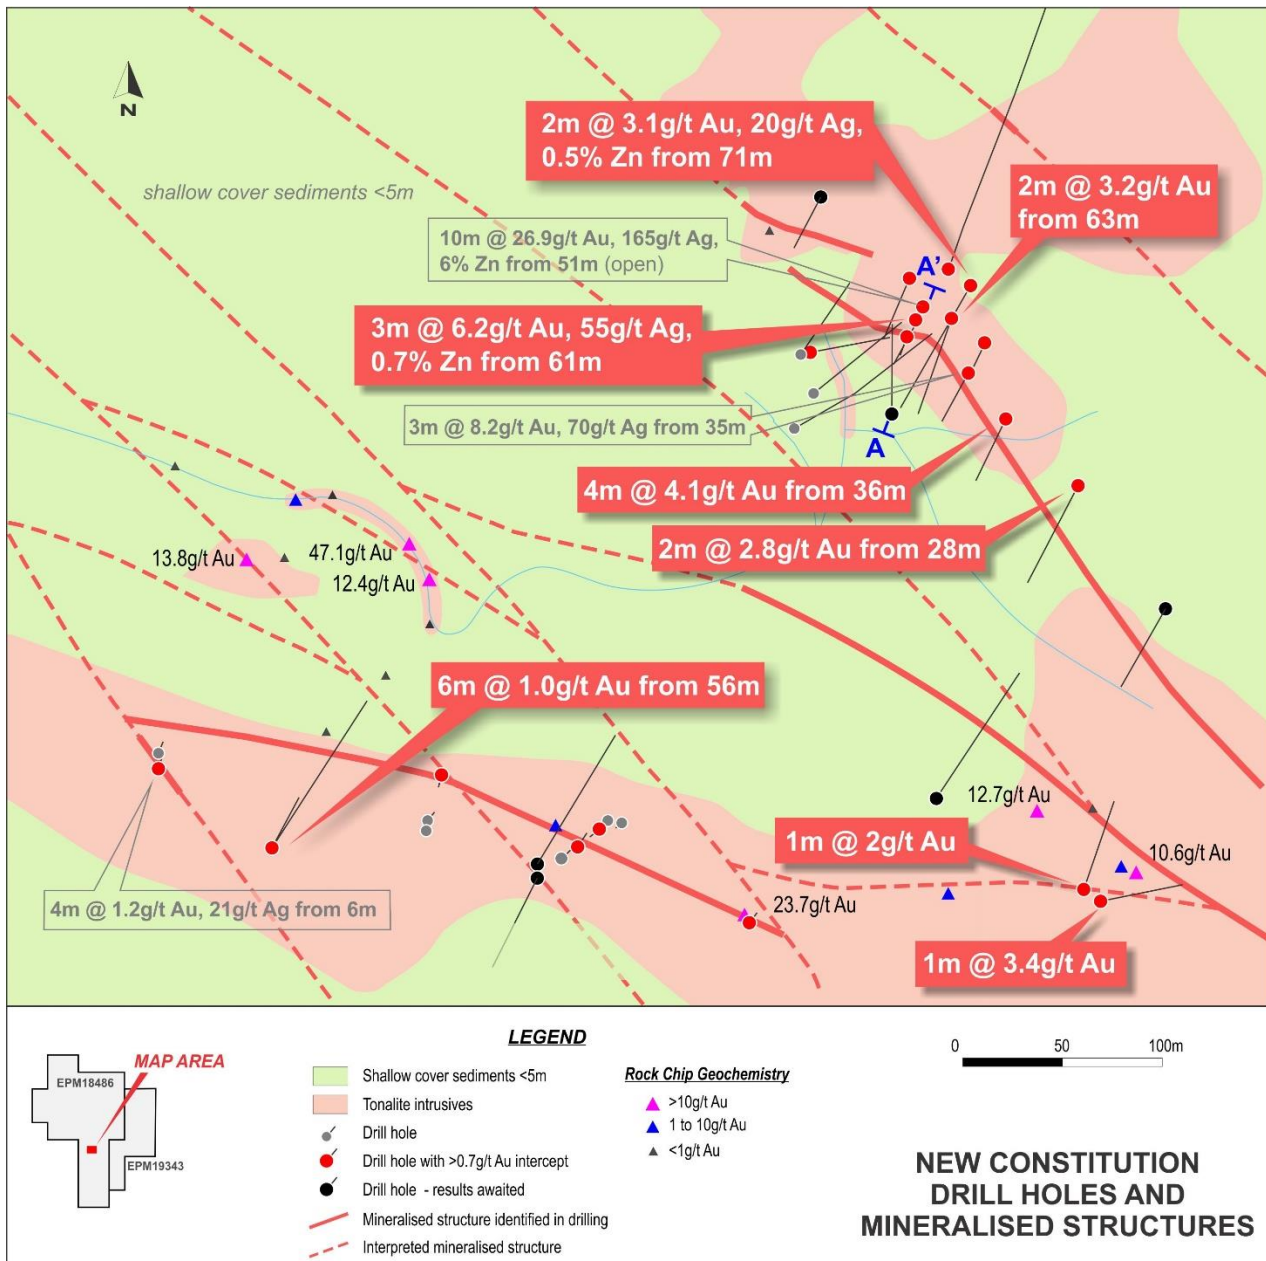 N
shallow cover sediments <5m
2m @ 3.1g/t Au, 20g/t Ag,
0.5% Zn from 71m
2m @ 3.2g/t Au
from 63m
10m @ 26.9g/t Au, 165g/t Ag,
6% Zn from 51m (open)
A'
3m @ 6.2g/t Au, 55g/t Ag,
0.7% Zn from 61m
3m @ 8.2g/t Au, 70g/t Ag from 35m
A
4m @ 4.1g/t Au from 36m
2m @ 2.8g/t Au from 28m
13.8g/t Au
47.1g/t Au
12.4g/t Au
6m @ 1.0g/t Au from 56m
12.7g/t Au
1m @ 2g/t Au
10.6g/t Au
4m @ 1.2g/t Au, 21g/t Ag from 6m
23.7g/t Au
1m @ 3.4g/t Au
MAP AREA
EPM18486
EPM19343
LEGEND
Shallow cover sediments <5m
Tonalite intrusives
Drill hole
Drill hole with >0.7g/t Au intercept
Drill hole - results awaited
Mineralised structure identified in drilling
Interpreted mineralised structure
Rock Chip Geochemistry
>10g/t Au
1 to 10g/t Au
<1g/t Au
0 50 100m
NEW CONSTITUTION
DRILL HOLES AND
MINERALISED STRUCTURES